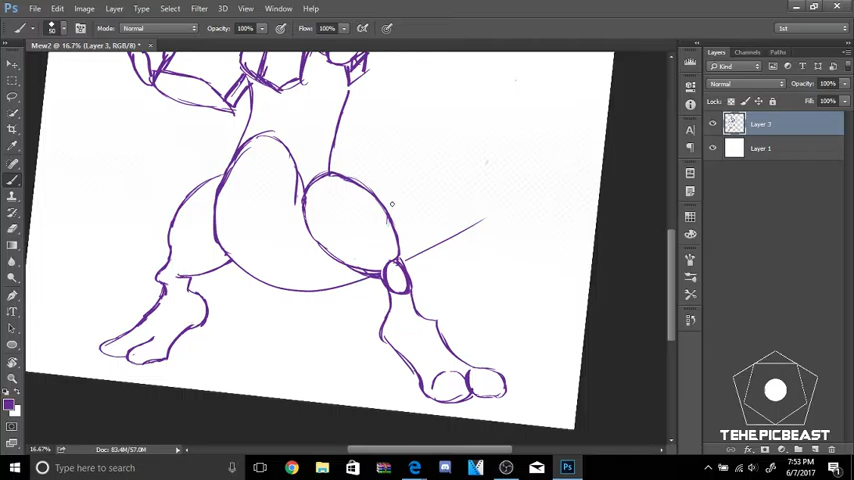 Ps File Edit Image Layer Type Select Filter 3D View Window Help
50 Mode: Normal Opacity: 100% Flow: 100% 1st
Mew2 @ 16.7% (Layer 3, RGB/8) * ×
Layers Channels Paths
Kind
Normal Opacity: 100%
Lock: Fill: 100%
Layer 3
Layer 1
TEHEPICBEAST
16.67% Doc: 83.4M/57.0M
Type here to search
Ps
7:53 PM
6/7/2017